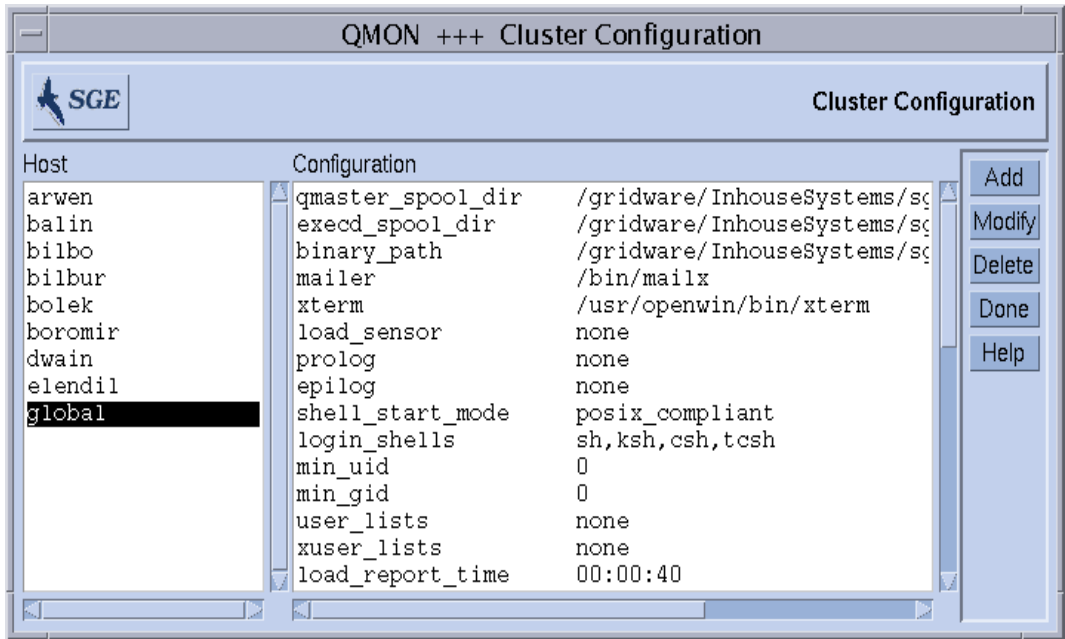 QMON +++ Cluster Configuration
SGE
Cluster Configuration
Host
Configuration
arwen
balin
bilbo
bilbur
bolek
boromir
dwain
elendil
global
qmaster_spool_dir /gridware/InhouseSystems/sg
execd_spool_dir /gridware/InhouseSystems/sg
binary_path /gridware/InhouseSystems/sg
mailer /bin/mailx
xterm /usr/openwin/bin/xterm
load_sensor none
prolog none
epilog none
shell_start_mode posix_compliant
login_shells sh,ksh,csh,tcsh
min_uid 0
min_gid 0
user_lists none
xuser_lists none
load_report_time 00:00:40
Add
Modify
Delete
Done
Help